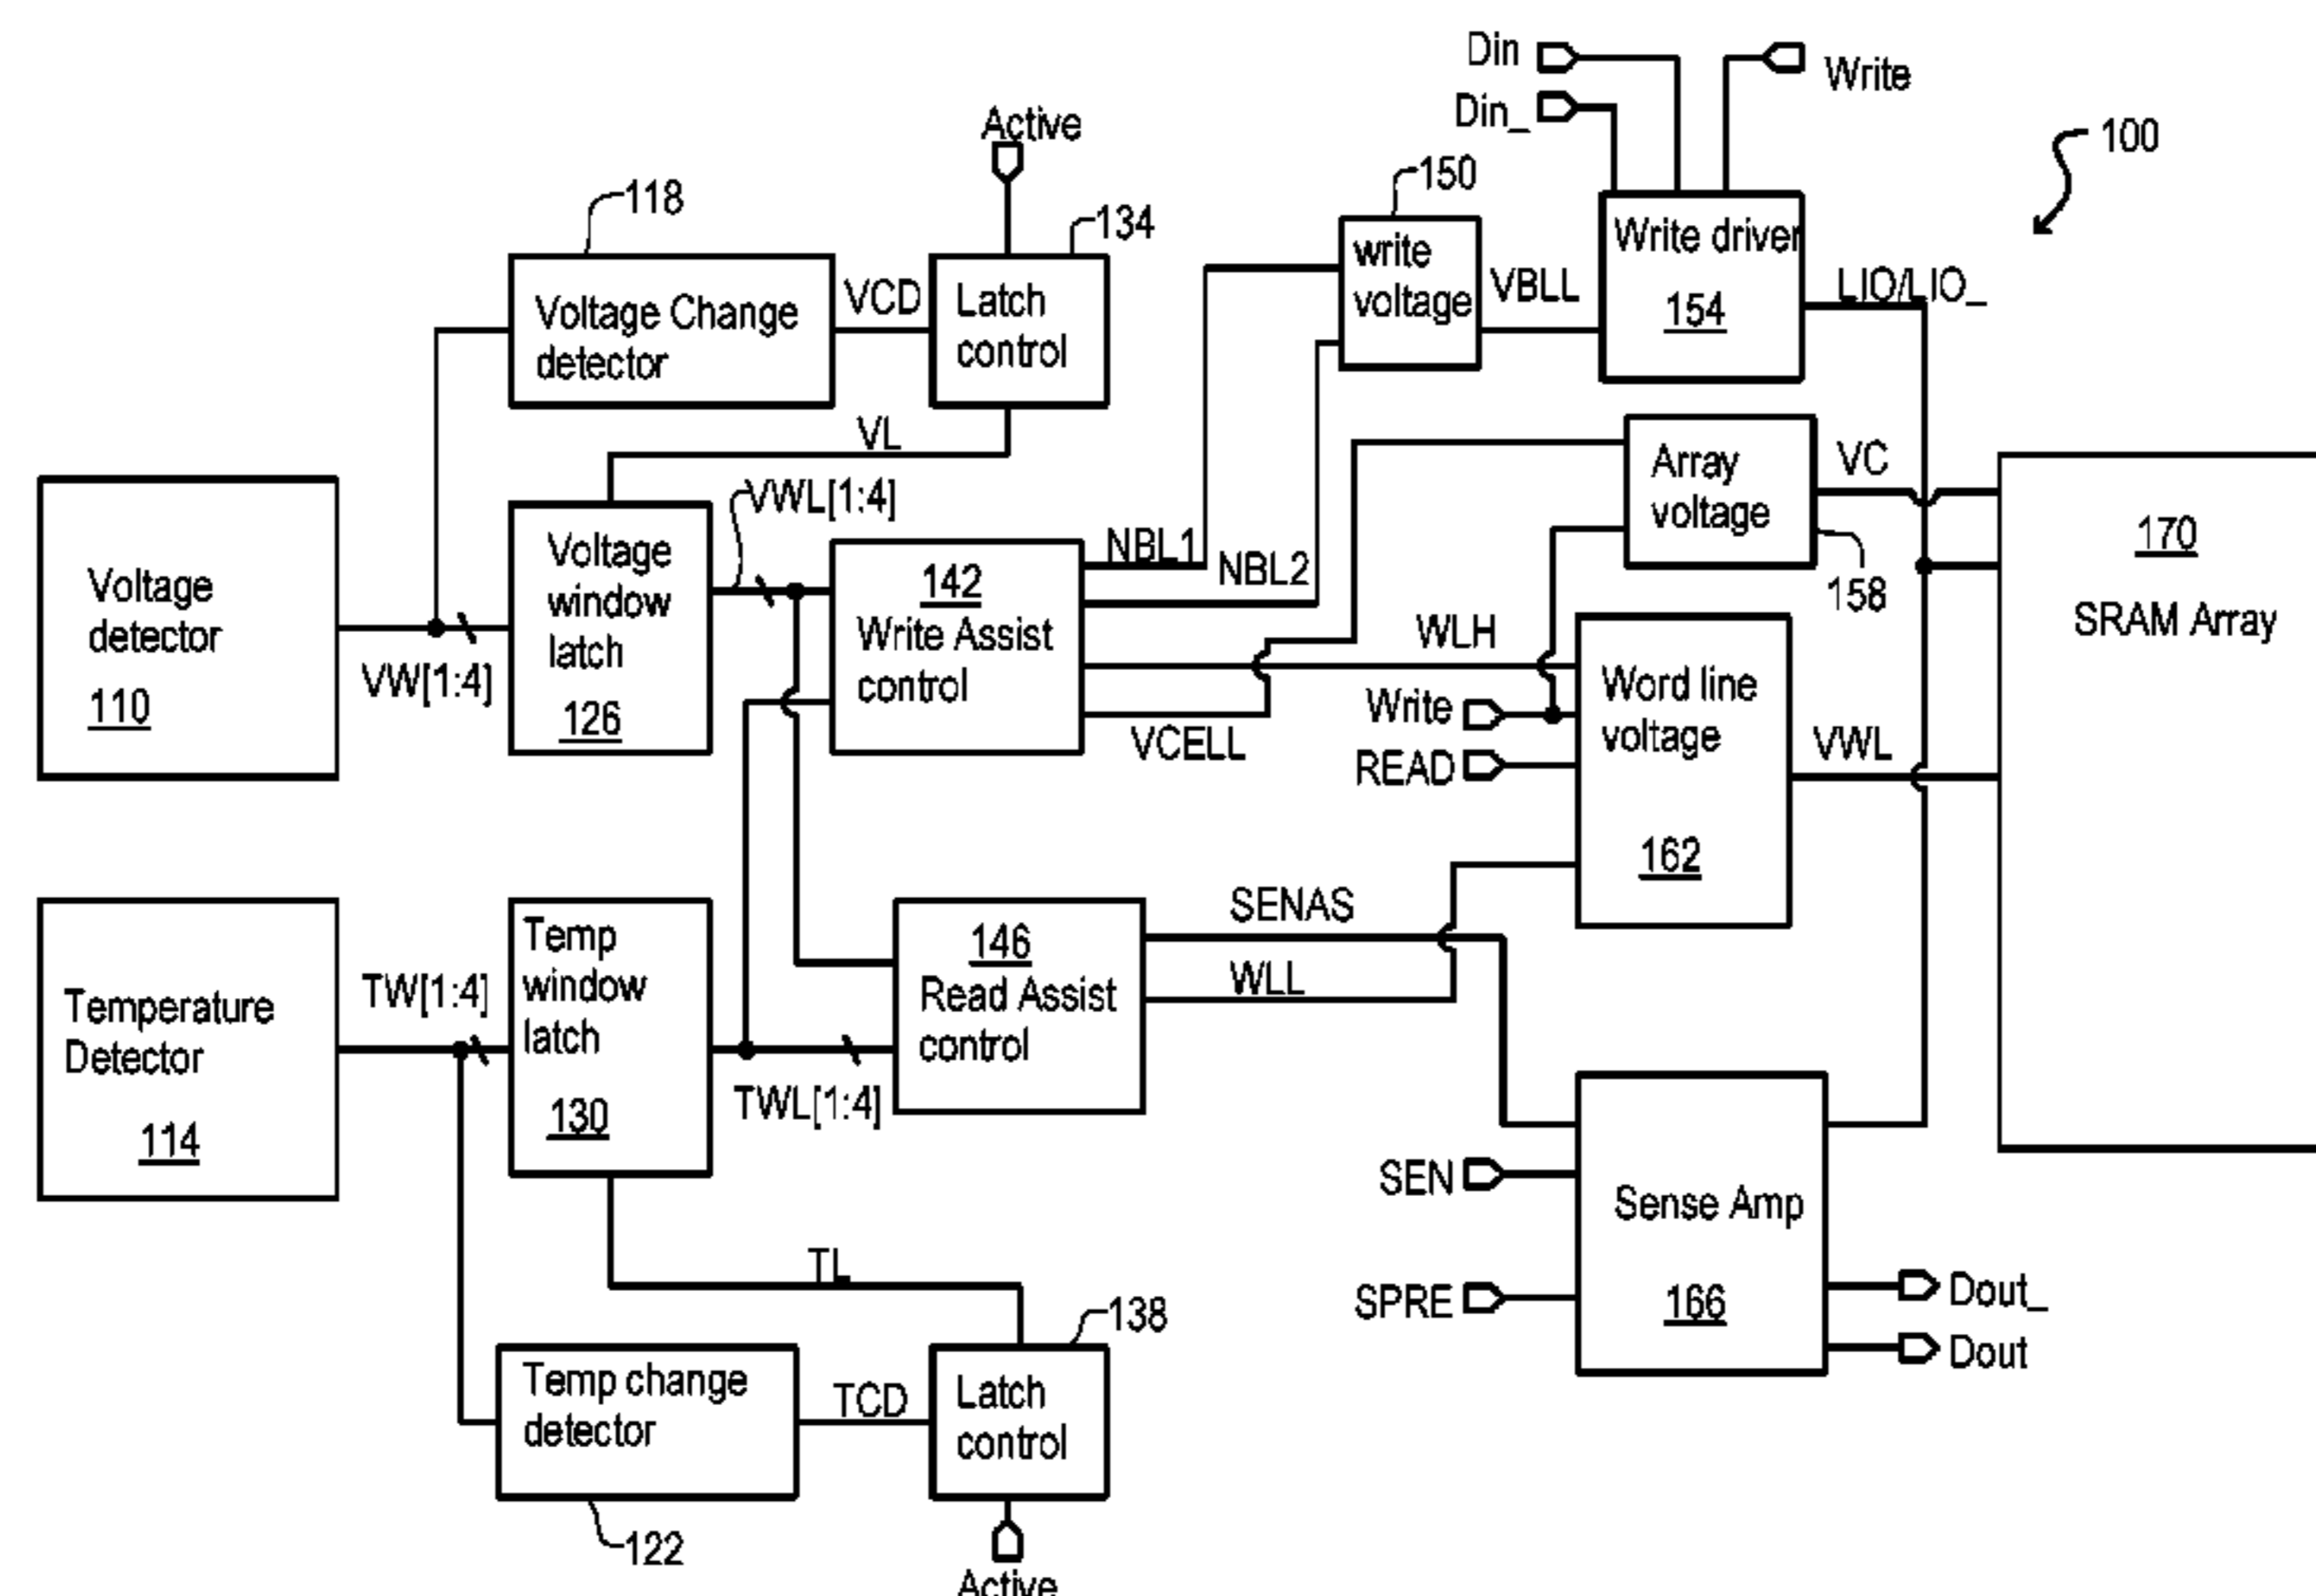 Din
Write
Din_
100
Active
150
118
134
Write driver
154
write
voltage
VBLL
LIO/LIO_
Voltage Change
detector
VCD
Latch
control
VL
Array
voltage
VC
158
VWL[1:4]
Voltage
detector
110
VW[1:4]
Voltage
window
latch
126
142
Write Assist
control
NBL1
NBL2
WLH
VCELL
Write
READ
Word line
voltage
162
VWL
170
SRAM Array
Temperature
Detector
114
TW[1:4]
Temp
window
latch
130
TWL[1:4]
146
Read Assist
control
SENAS
WLL
SEN
SPRE
Sense Amp
166
Dout_
Dout
TL
138
Temp change
detector
TCD
Latch
control
122
Active